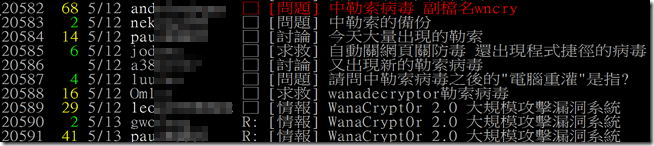 20582 68 5/12 and □ [問題] 中勒索病毒 副檔名wncry
20583 2 5/12 nek □ [問題] 中勒索的備份
20584 14 5/12 pau □ [討論] 今天大量出現的勒索
20585 6 5/12 jod □ [求救] 自動關網頁關防毒 還出現程式捷徑的病毒
20586 5/12 a38 □ [討論] 又出現新的勒索病毒
20587 4 5/12 luu □ [問題] 請問中勒索病毒之後的"電腦重灌"是指?
20588 16 5/12 Oml □ [求救] wanadecryptor勒索病毒
20589 29 5/12 leo □ [情報] WanaCrypt0r 2.0 大規模攻擊漏洞系統
20590 2 5/13 gwo R: [情報] WanaCrypt0r 2.0 大規模攻擊漏洞系統
20591 41 5/13 pau R: [情報] WanaCrypt0r 2.0 大規模攻擊漏洞系統